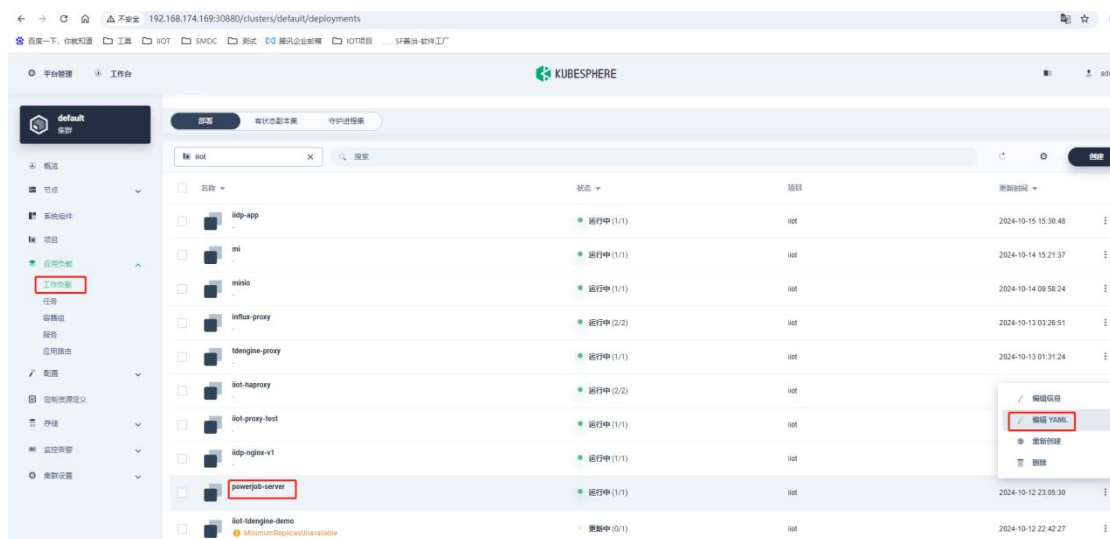 不安全 192.168.174.169:30880/clusters/default/deployments
百度一下，你就知道 工具 IIOT SMDC 测试 腾讯企业邮箱 IOT项目 SF赛治-软件工厂
平台管理 工作台 KUBESPHERE
default
集群
部署 有状态副本集 守护进程集
iiot × 搜索 创建
概览
节点
系统组件
项目
应用负载
工作负载
任务
容器组
服务
应用路由
配置
定制资源定义
存储
监控告警
集群设置
名称 状态 项目 更新时间
iidp-app 运行中 (1/1) iiot 2024-10-15 15:30:48
-
mi 运行中 (1/1) iiot 2024-10-14 15:21:37
-
minio 运行中 (1/1) iiot 2024-10-14 09:58:24
-
influx-proxy 运行中 (2/2) iiot 2024-10-13 03:26:51
-
tdengine-proxy 运行中 (1/1) iiot 2024-10-13 01:31:24
-
iiot-haproxy 运行中 (2/2) iiot
-
iiot-proxy-test 运行中 (1/1) iiot
-
iidp-nginx-v1 运行中 (1/1) iiot
-
powerjob-server 运行中 (1/1) iiot 2024-10-12 23:05:30
-
iiot-tdengine-demo 更新中 (0/1) iiot 2024-10-12 22:42:27
MinimumReplicasUnavailable
编辑信息
编辑 YAML
重新创建
删除